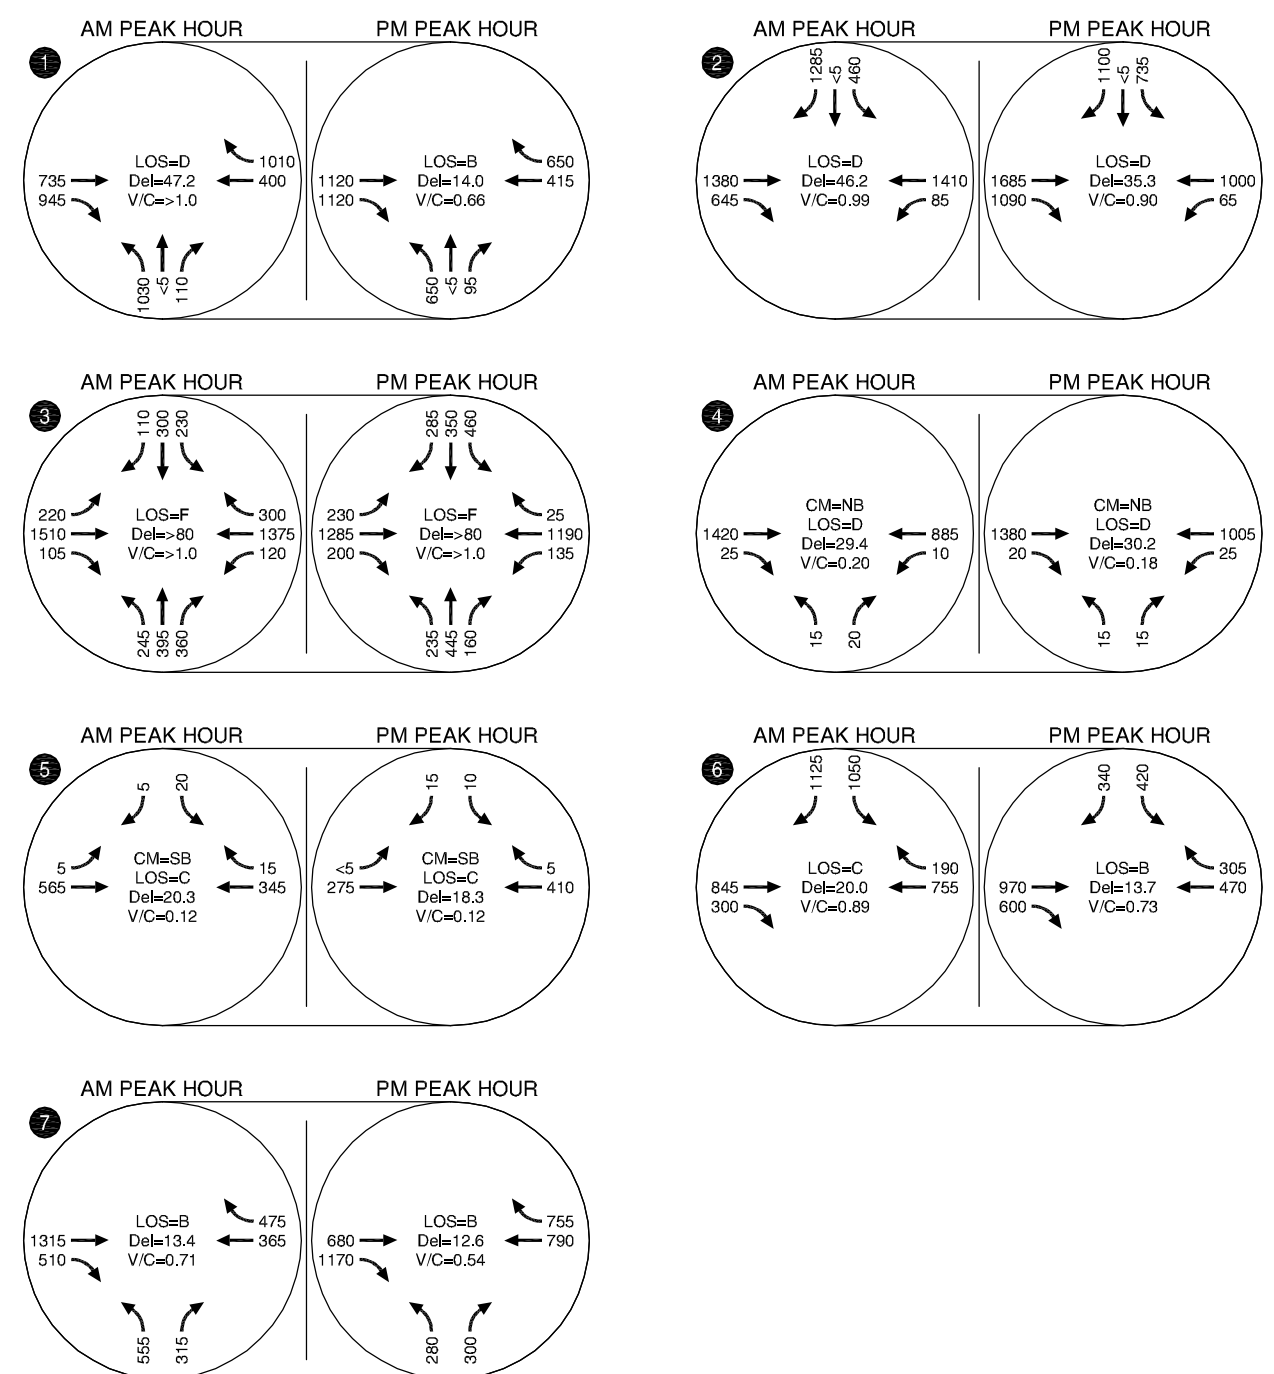 AM PEAK HOUR PM PEAK HOUR
1
1010
400
735
945
LOS=D
Del=47.2
V/C=>1.0
1030
<5
110
650
415
1120
1120
LOS=B
Del=14.0
V/C=0.66
650
<5
95
AM PEAK HOUR PM PEAK HOUR
2
1285
<5
460
1380
645
LOS=D
Del=46.2
V/C=0.99
1410
85
1100
<5
735
1685
1090
LOS=D
Del=35.3
V/C=0.90
1000
65
AM PEAK HOUR PM PEAK HOUR
3
110
300
230
220
1510
105
LOS=F
Del=>80
V/C=>1.0
300
1375
120
245
395
360
285
350
460
230
1285
200
LOS=F
Del=>80
V/C=>1.0
25
1190
135
235
445
160
AM PEAK HOUR PM PEAK HOUR
4
1420
25
CM=NB
LOS=D
Del=29.4
V/C=0.20
885
10
15
20
1380
20
CM=NB
LOS=D
Del=30.2
V/C=0.18
1005
25
15
15
AM PEAK HOUR PM PEAK HOUR
5
5
20
5
565
CM=SB
LOS=C
Del=20.3
V/C=0.12
15
345
15
10
<5
275
CM=SB
LOS=C
Del=18.3
V/C=0.12
5
410
AM PEAK HOUR PM PEAK HOUR
6
1125
1050
845
300
LOS=C
Del=20.0
V/C=0.89
190
755
340
420
970
600
LOS=B
Del=13.7
V/C=0.73
305
470
AM PEAK HOUR PM PEAK HOUR
7
1315
510
LOS=B
Del=13.4
V/C=0.71
475
365
555
315
680
1170
LOS=B
Del=12.6
V/C=0.54
755
790
280
300